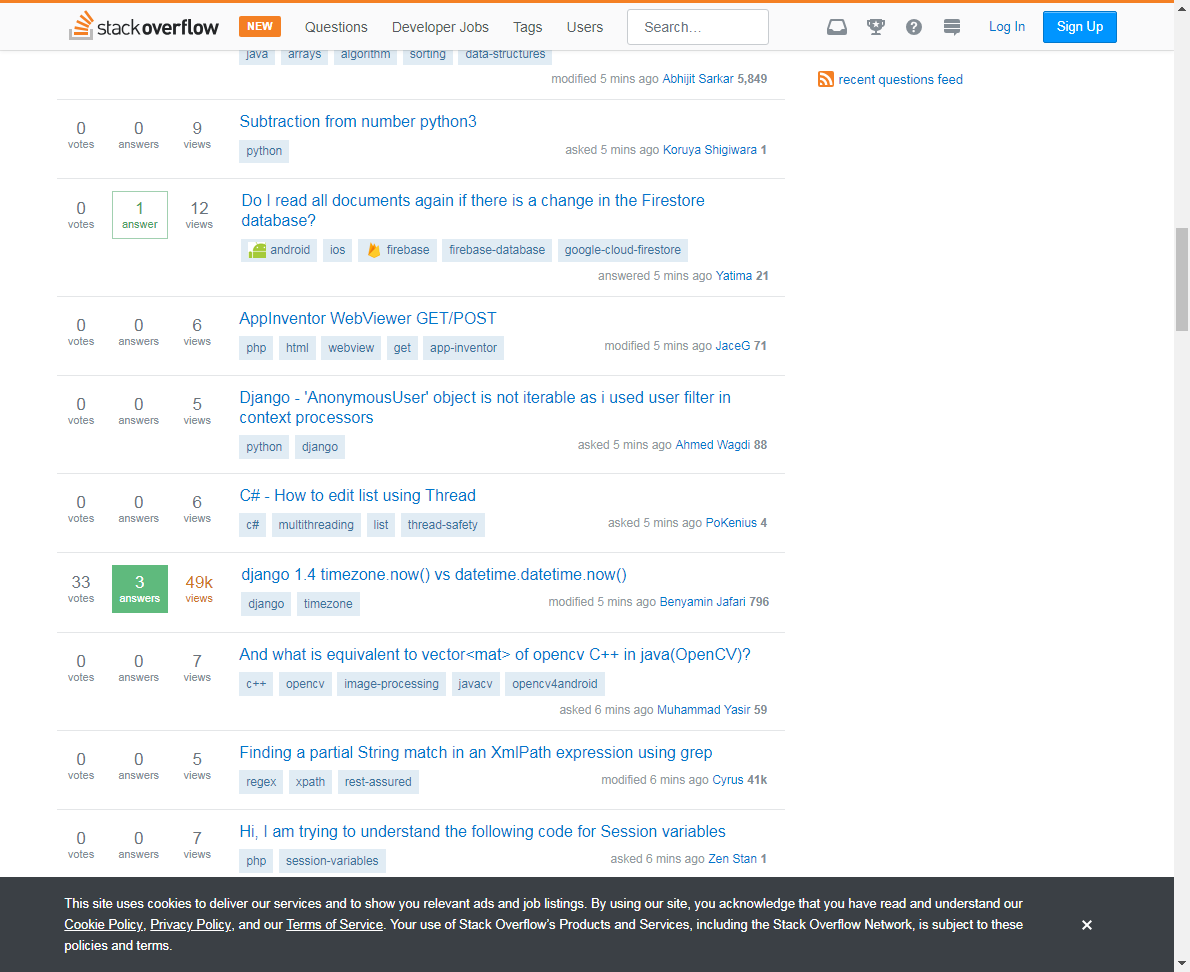 stackoverflow NEW Questions Developer Jobs Tags Users Search... Log In Sign Up
java arrays algorithm sorting data-structures
modified 5 mins ago Abhijit Sarkar 5,849
recent questions feed
0 votes 0 answers 9 views
Subtraction from number python3
python
asked 5 mins ago Koruya Shigiwara 1
0 votes 1 answer 12 views
Do I read all documents again if there is a change in the Firestore
database?
android ios firebase firebase-database google-cloud-firestore
answered 5 mins ago Yatima 21
0 votes 0 answers 6 views
AppInventor WebViewer GET/POST
php html webview get app-inventor
modified 5 mins ago JaceG 71
0 votes 0 answers 5 views
Django - 'AnonymousUser' object is not iterable as i used user filter in
context processors
python django
asked 5 mins ago Ahmed Wagdi 88
0 votes 0 answers 6 views
C# - How to edit list using Thread
c# multithreading list thread-safety
asked 5 mins ago PoKenius 4
33 votes 3 answers 49k views
django 1.4 timezone.now() vs datetime.datetime.now()
django timezone
modified 5 mins ago Benyamin Jafari 796
0 votes 0 answers 7 views
And what is equivalent to vector<mat> of opencv C++ in java(OpenCV)?
c++ opencv image-processing javacv opencv4android
asked 6 mins ago Muhammad Yasir 59
0 votes 0 answers 5 views
Finding a partial String match in an XmlPath expression using grep
regex xpath rest-assured
modified 6 mins ago Cyrus 41k
0 votes 0 answers 7 views
Hi, I am trying to understand the following code for Session variables
php session-variables
asked 6 mins ago Zen Stan 1
This site uses cookies to deliver our services and to show you relevant ads and job listings. By using our site, you acknowledge that you have read and understand our
Cookie Policy, Privacy Policy, and our Terms of Service. Your use of Stack Overflow's Products and Services, including the Stack Overflow Network, is subject to these
policies and terms.